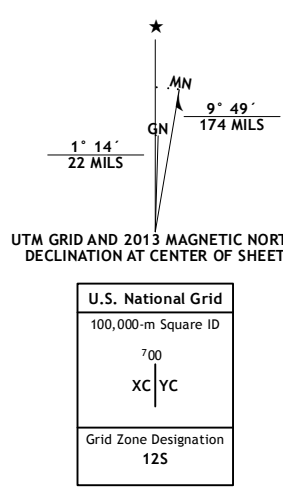 ★
MN
GN
9° 49´
174 MILS
1° 14´
22 MILS
UTM GRID AND 2013 MAGNETIC NORT
DECLINATION AT CENTER OF SHEET
U.S. National Grid
100,000-m Square ID
700
XC YC
Grid Zone Designation
12S